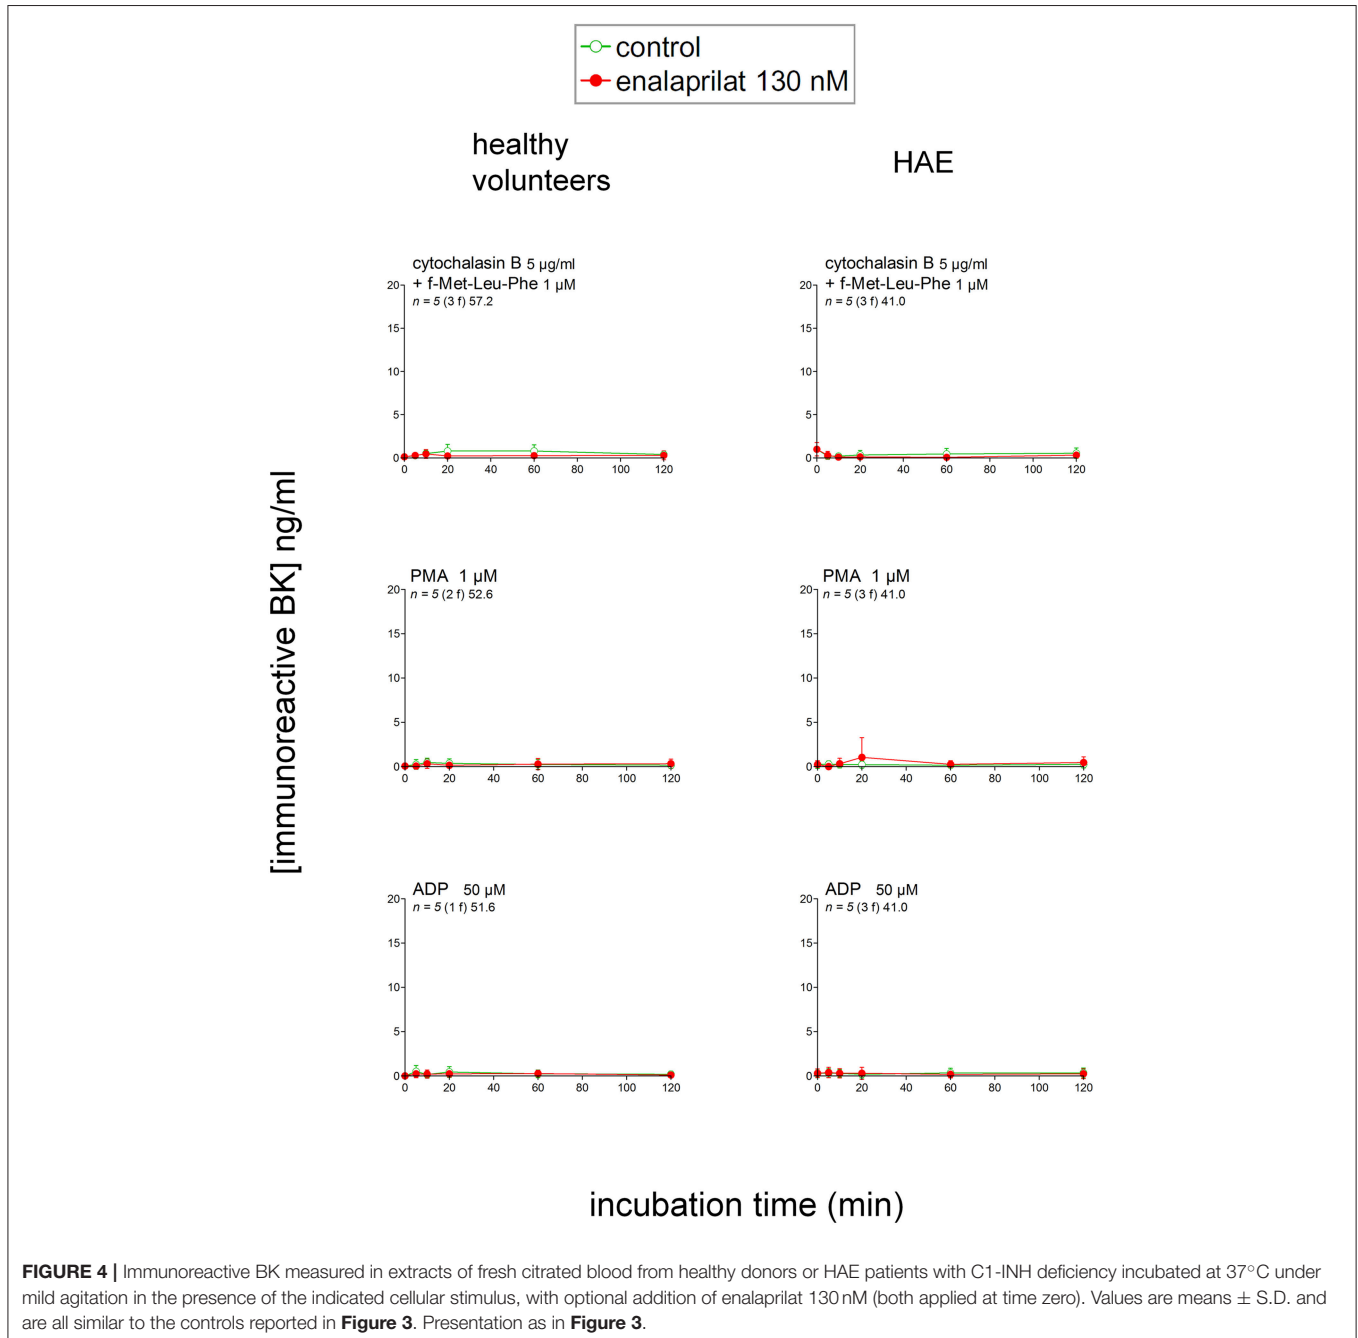 control
enalaprilat 130 nM
healthy
volunteers
HAE
cytochalasin B 5 µg/ml
+ f-Met-Leu-Phe 1 µM
n = 5 (3 f) 57.2
20
15
10
5
0
0 20 40 60 80 100 120
cytochalasin B 5 µg/ml
+ f-Met-Leu-Phe 1 µM
n = 5 (3 f) 41.0
20
15
10
5
0
0 20 40 60 80 100 120
[immunoreactive BK] ng/ml
PMA 1 µM
n = 5 (2 f) 52.6
20
15
10
5
0
0 20 40 60 80 100 120
PMA 1 µM
n = 5 (3 f) 41.0
20
15
10
5
0
0 20 40 60 80 100 120
ADP 50 µM
n = 5 (1 f) 51.6
20
15
10
5
0
0 20 40 60 80 100 120
ADP 50 µM
n = 5 (3 f) 41.0
20
15
10
5
0
0 20 40 60 80 100 120
incubation time (min)
FIGURE 4 | Immunoreactive BK measured in extracts of fresh citrated blood from healthy donors or HAE patients with C1-INH deficiency incubated at 37°C under
mild agitation in the presence of the indicated cellular stimulus, with optional addition of enalaprilat 130 nM (both applied at time zero). Values are means ± S.D. and
are all similar to the controls reported in Figure 3. Presentation as in Figure 3.